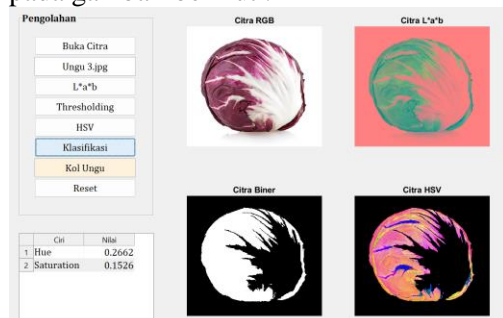 Pengolahan
Buka Citra
Ungu 3.jpg
L*a*b
Thresholding
HSV
Klasifikasi
Kol Ungu
Reset
Ciri Nilai
1 Hue 0.2662
2 Saturation 0.1526
Citra RGB
Citra L*a*b
Citra Biner
Citra HSV